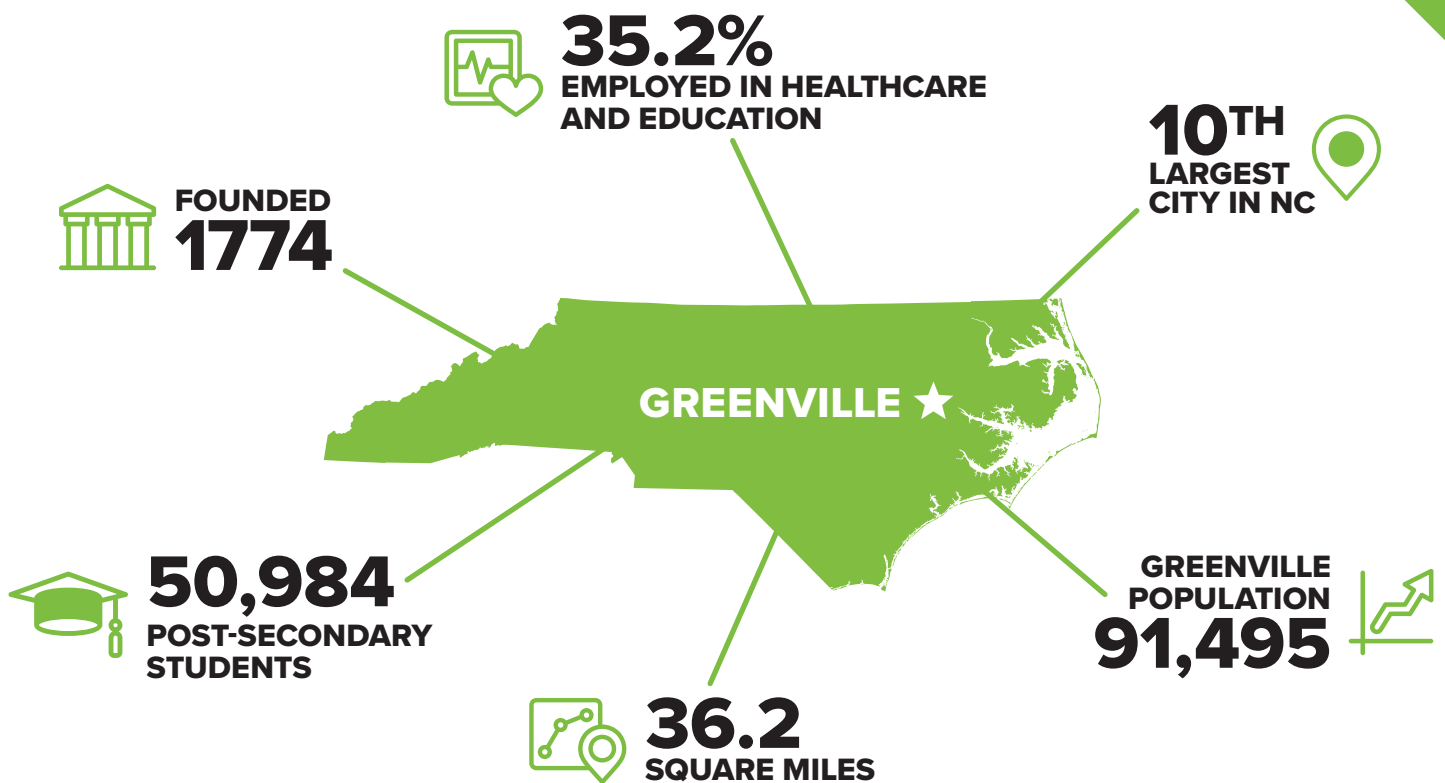 35.2%
EMPLOYED IN HEALTHCARE
AND EDUCATION
10TH
LARGEST
CITY IN NC
FOUNDED
1774
GREENVILLE
50,984
POST-SECONDARY
STUDENTS
GREENVILLE
POPULATION
91,495
36.2
SQUARE MILES